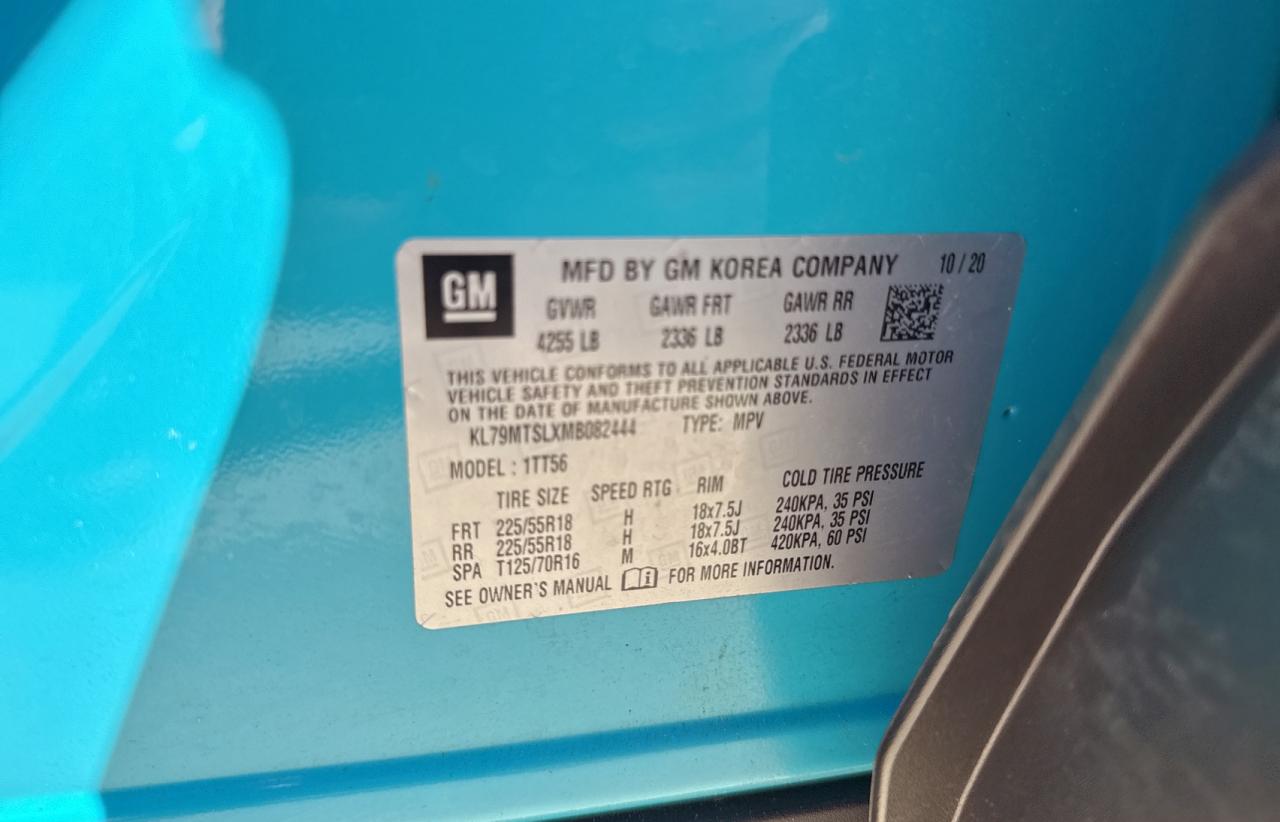 GM
MFD BY GM KOREA COMPANY 10/20
GVWR GAWR FRT GAWR RR
4255 LB 2336 LB 2336 LB
THIS VEHICLE CONFORMS TO ALL APPLICABLE U.S. FEDERAL MOTOR
VEHICLE SAFETY AND THEFT PREVENTION STANDARDS IN EFFECT
ON THE DATE OF MANUFACTURE SHOWN ABOVE.
KL79MTSLXMB082444 TYPE: MPV
MODEL : 1TT56
TIRE SIZE SPEED RTG RIM COLD TIRE PRESSURE
FRT 225/55R18 H 18x7.5J 240KPA, 35 PSI
RR 225/55R18 H 18x7.5J 240KPA, 35 PSI
SPA T125/70R16 M 16x4.0BT 420KPA, 60 PSI
SEE OWNER'S MANUAL FOR MORE INFORMATION.